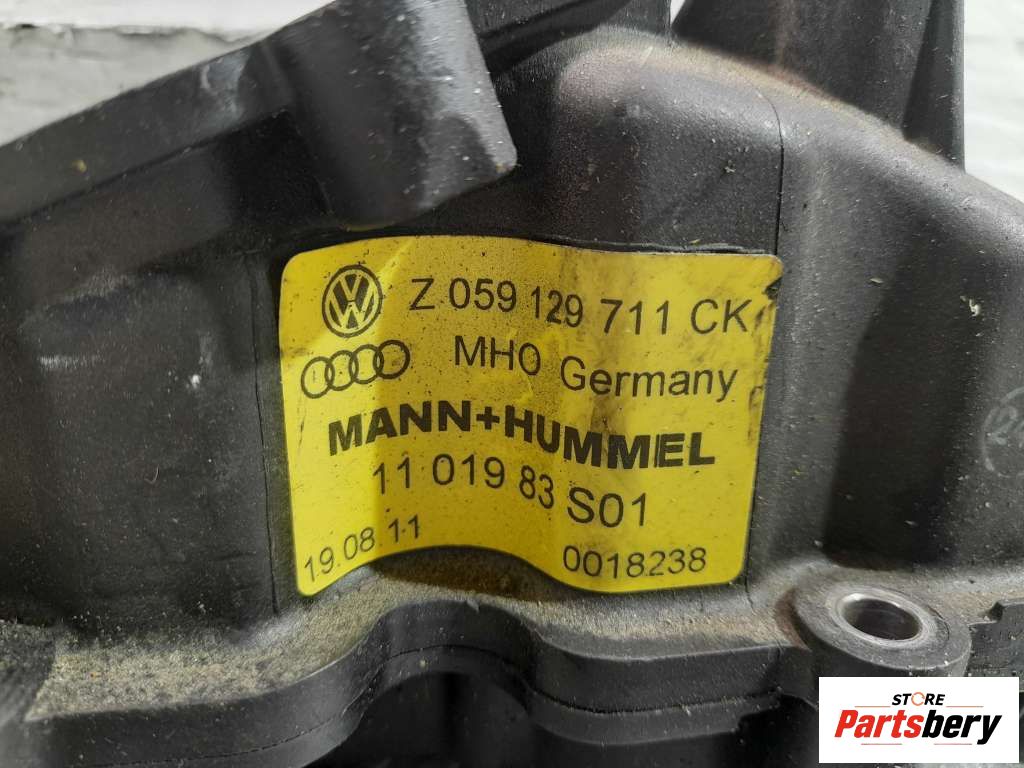 Z 059 129 711 CK
MHO Germany
MANN+HUMMEL
11 019 83 S01
19.08.11 0018238
STORE
Partsbery